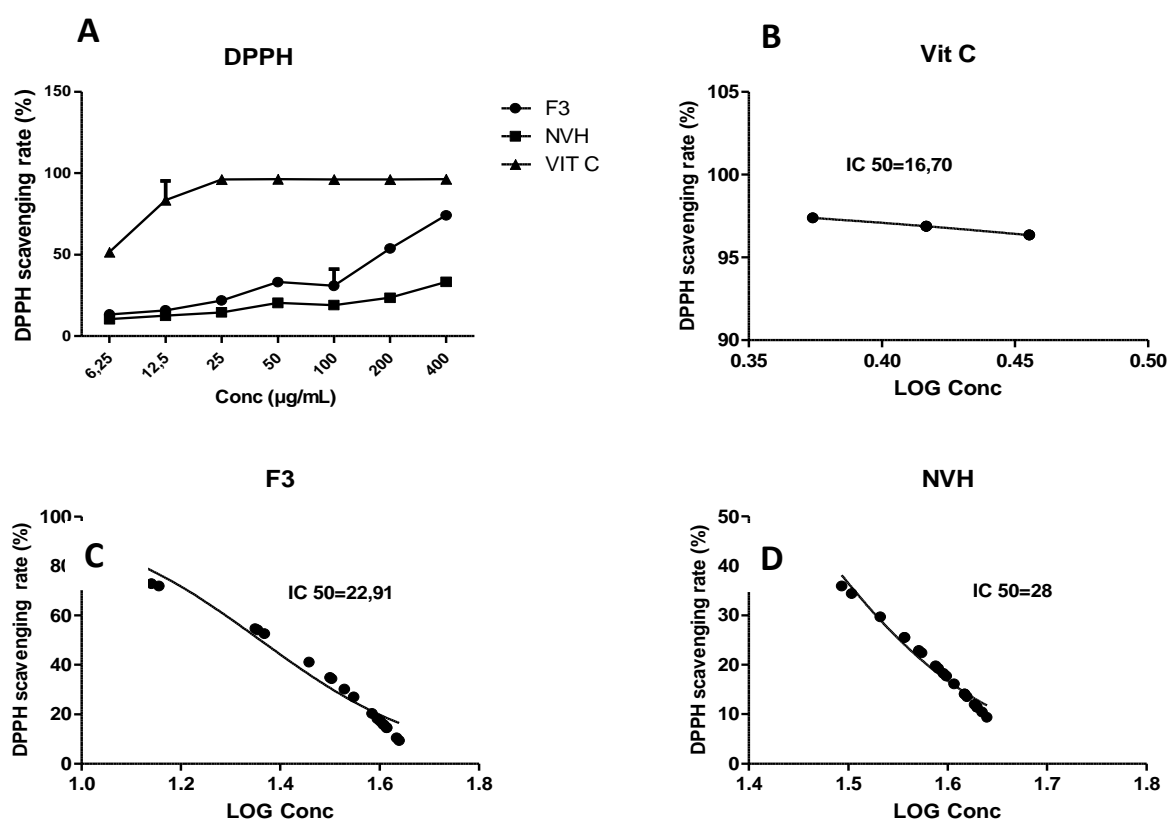 A
DPPH
DPPH scavenging rate (%)
150
100
50
0
6,25
12,5
25
50
100
200
400
Conc (µg/mL)
F3
NVH
VIT C
B
Vit C
DPPH scavenging rate (%)
105
100
95
90
IC 50=16,70
0.35
0.40
0.45
0.50
LOG Conc
F3
C
DPPH scavenging rate (%)
100
80
60
40
20
0
IC 50=22,91
1.0
1.2
1.4
1.6
1.8
LOG Conc
NVH
D
DPPH scavenging rate (%)
50
40
30
20
10
0
IC 50=28
1.4
1.5
1.6
1.7
1.8
LOG Conc